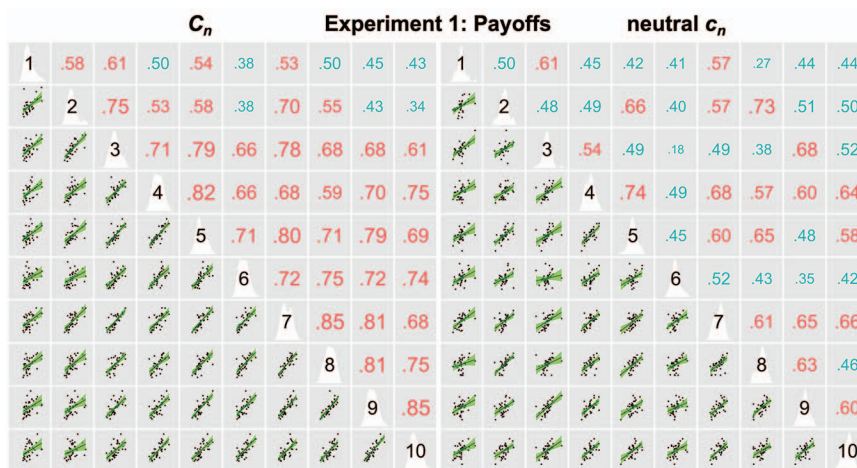 C_n Experiment 1: Payoffs neutral c_n
1 .58 .61 .50 .54 .38 .53 .50 .45 .43 1 .50 .61 .45 .42 .41 .57 .27 .44 .44
2 .75 .53 .58 .38 .70 .55 .43 .34 2 .48 .49 .66 .40 .57 .73 .51 .50
3 .71 .79 .66 .78 .68 .68 .61 3 .54 .49 .18 .49 .38 .68 .52
4 .82 .66 .68 .59 .70 .75 4 .74 .49 .68 .57 .60 .64
5 .71 .80 .71 .79 .69 5 .45 .60 .65 .48 .58
6 .72 .75 .72 .74 6 .52 .43 .35 .42
7 .85 .81 .68 7 .61 .65 .66
8 .81 .75 8 .63 .46
9 .85 9 .60
10 10